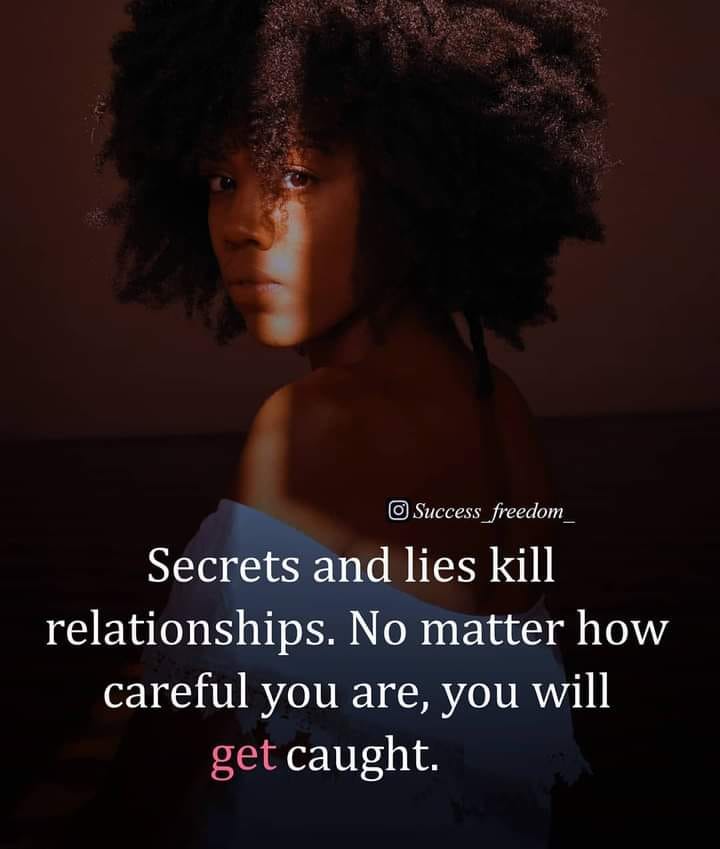 Success_freedom_
Secrets and lies kill
relationships. No matter how
careful you are, you will
get caught.